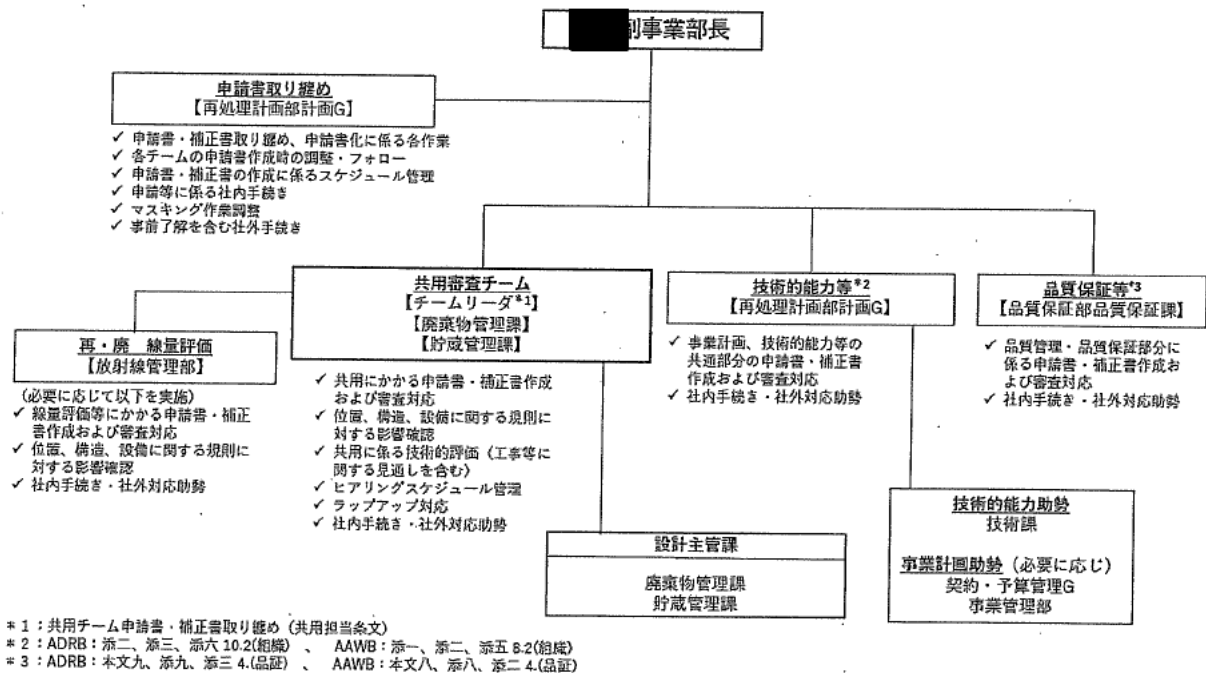 副事業部長
申請書取り纏め
【再処理計画部計画G】
✓ 申請書・補正書取り纏め、申請書化に係る各作業
✓ 各チームの申請書作成時の調整・フォロー
✓ 申請書・補正書の作成に係るスケジュール管理
✓ 申請等に係る社内手続き
✓ マスキング作業調整
✓ 事前了解を含む社外手続き
共用審査チーム
【チームリーダ*1】
【廃棄物管理課】
【貯蔵管理課】
✓ 共用にかかる申請書・補正書作成
および審査対応
✓ 位置、構造、設備に関する規則に
対する影響確認
✓ 共用に係る技術的評価（工事等に
関する見通しを含む）
✓ ヒアリングスケジュール管理
✓ ラップアップ対応
✓ 社内手続き・社外対応助勢
技術的能力等*2
【再処理計画部計画G】
✓ 事業計画、技術的能力等の
共通部分の申請書・補正書
作成および審査対応
✓ 社内手続き・社外対応助勢
品質保証等*3
【品質保証部品質保証課】
✓ 品質管理・品質保証部分に
係る申請書・補正書作成お
よび審査対応
✓ 社内手続き・社外対応助勢
再・廃 線量評価
【放射線管理部】
（必要に応じて以下を実施）
✓ 線量評価等にかかる申請書・補正
書作成および審査対応
✓ 位置、構造、設備に関する規則に
対する影響確認
✓ 社内手続き・社外対応助勢
設計主管課
廃棄物管理課
貯蔵管理課
技術的能力助勢
技術課
事業計画助勢（必要に応じ）
契約・予算管理G
事業管理部
*1：共用チーム申請書・補正書取り纏め（共用担当条文）
*2：ADRB：添二、添三、添六 10.2(組織) 、 AAWB：添一、添二、添五 8.2(組織)
*3：ADRB：本文九、添九、添三 4.(品証) 、 AAWB：本文八、添八、添二 4.(品証)